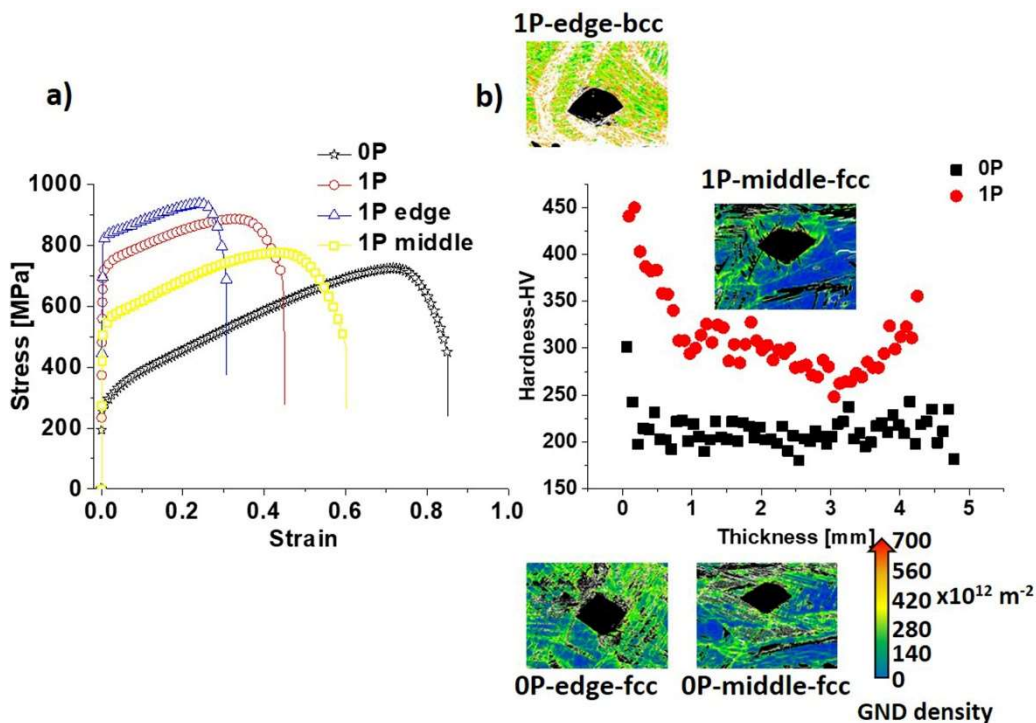 1P-edge-bcc
a)
b)
0P
1P
1P edge
1P middle
1000
800
600
400
200
0
Stress [MPa]
0.0 0.2 0.4 0.6 0.8 1.0
Strain
1P-middle-fcc
0P
1P
450
400
350
300
250
200
150
Hardness-HV
0 1 2 3 4 5
Thickness [mm]
700
560
420
280
140
0
x10¹² m⁻²
GND density
0P-edge-fcc
0P-middle-fcc